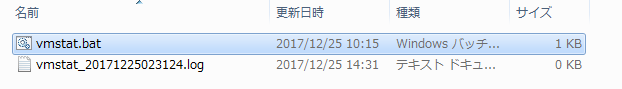 名前 更新日時 種類 サイズ
vmstat.bat 2017/12/25 10:15 Windows バッチ... 1 KB
vmstat_20171225023124.log 2017/12/25 14:31 テキスト ドキュ... 0 KB